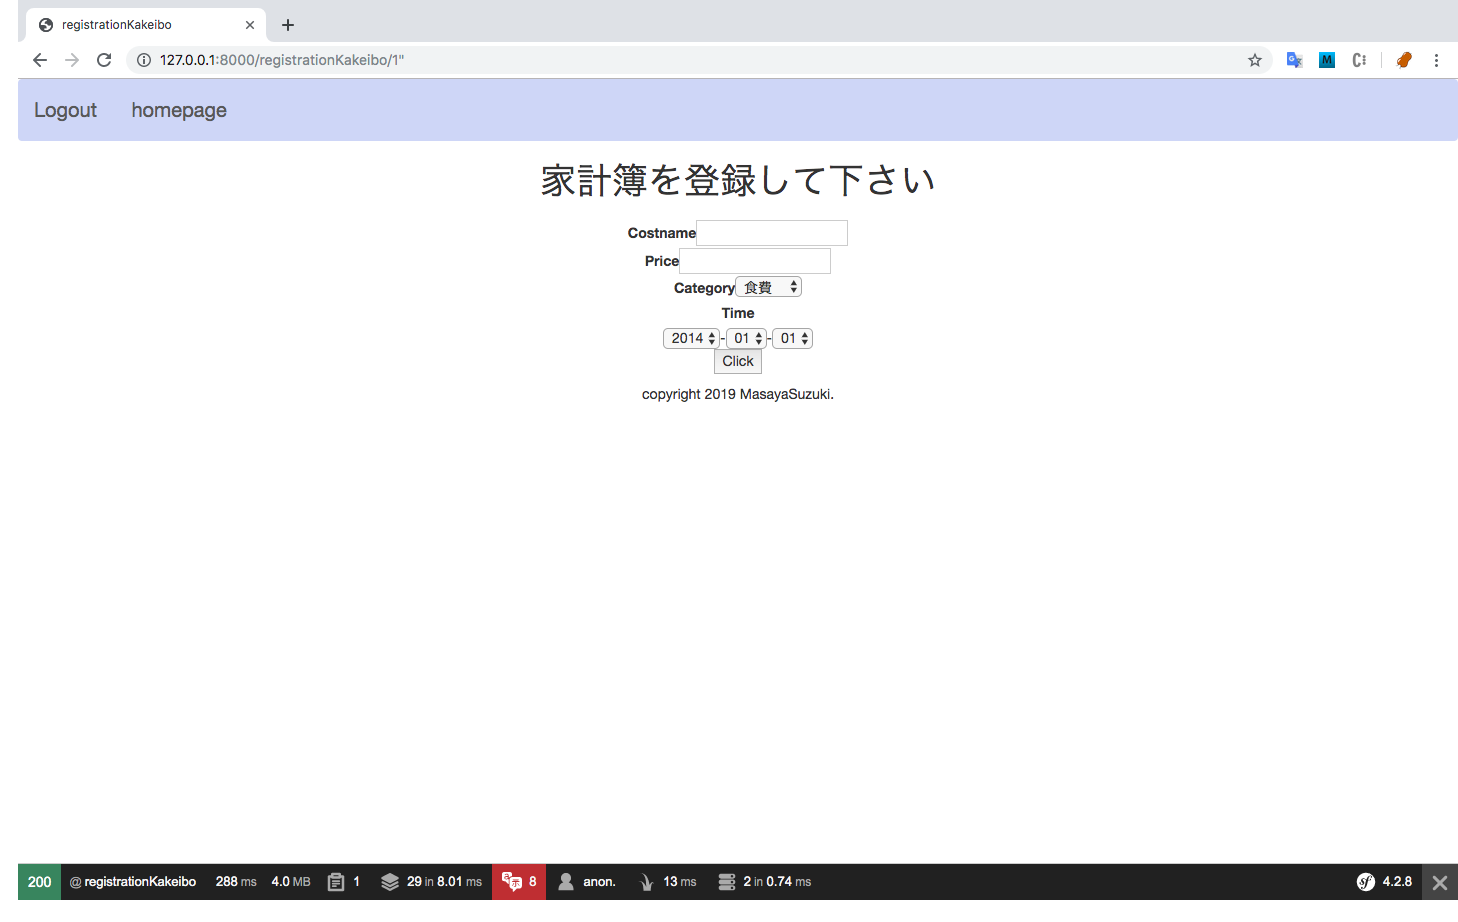 registrationKakeibo
127.0.0.1:8000/registrationKakeibo/1"
M
Logout homepage
家計簿を登録して下さい
Costname
Price
Category 食費
Time
2014 - 01 - 01
Click
copyright 2019 MasayaSuzuki.
200 @ registrationKakeibo 288 ms 4.0 MB 1 29 in 8.01 ms 8 anon. 13 ms 2 in 0.74 ms sf 4.2.8